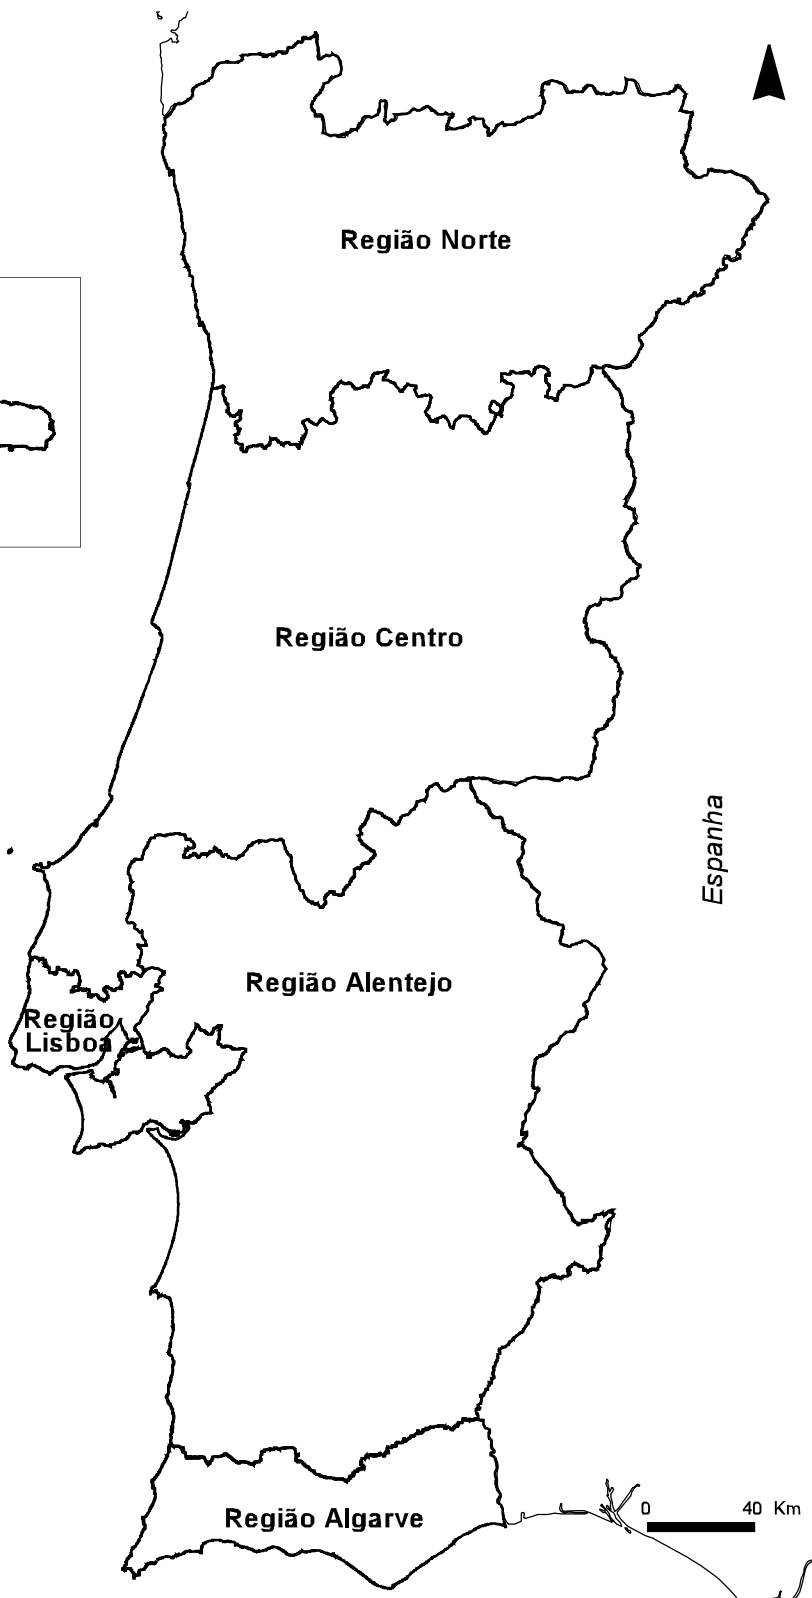 Região Norte
Região Centro
Espanha
Região Alentejo
Região
Lisboa
0 40 Km
Região Algarve